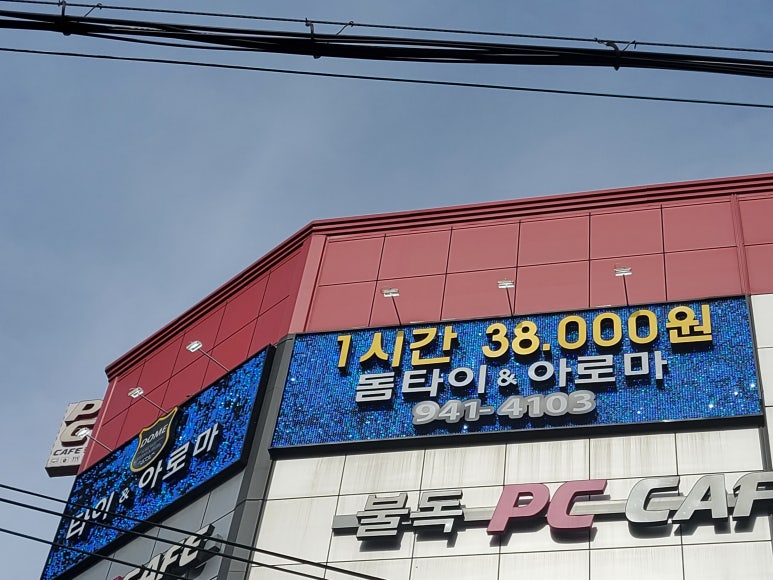 1시간 38.000원
돔타이 & 아로마
941-4103
불독 PC CAFE
DOME
타이 & 아로마
PC
CAFE
CAFE